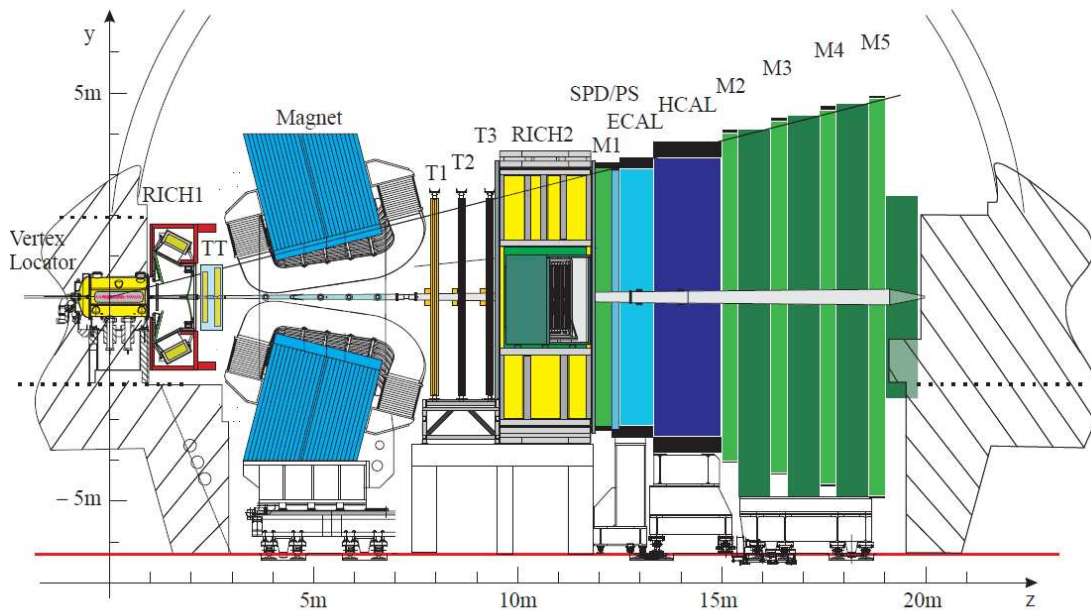 y
5m
Magnet
RICH1
Vertex
Locator
TT
T1
T2
T3
RICH2
M1
SPD/PS
ECAL
HCAL
M2
M3
M4
M5
– 5m
5m
10m
15m
20m
z